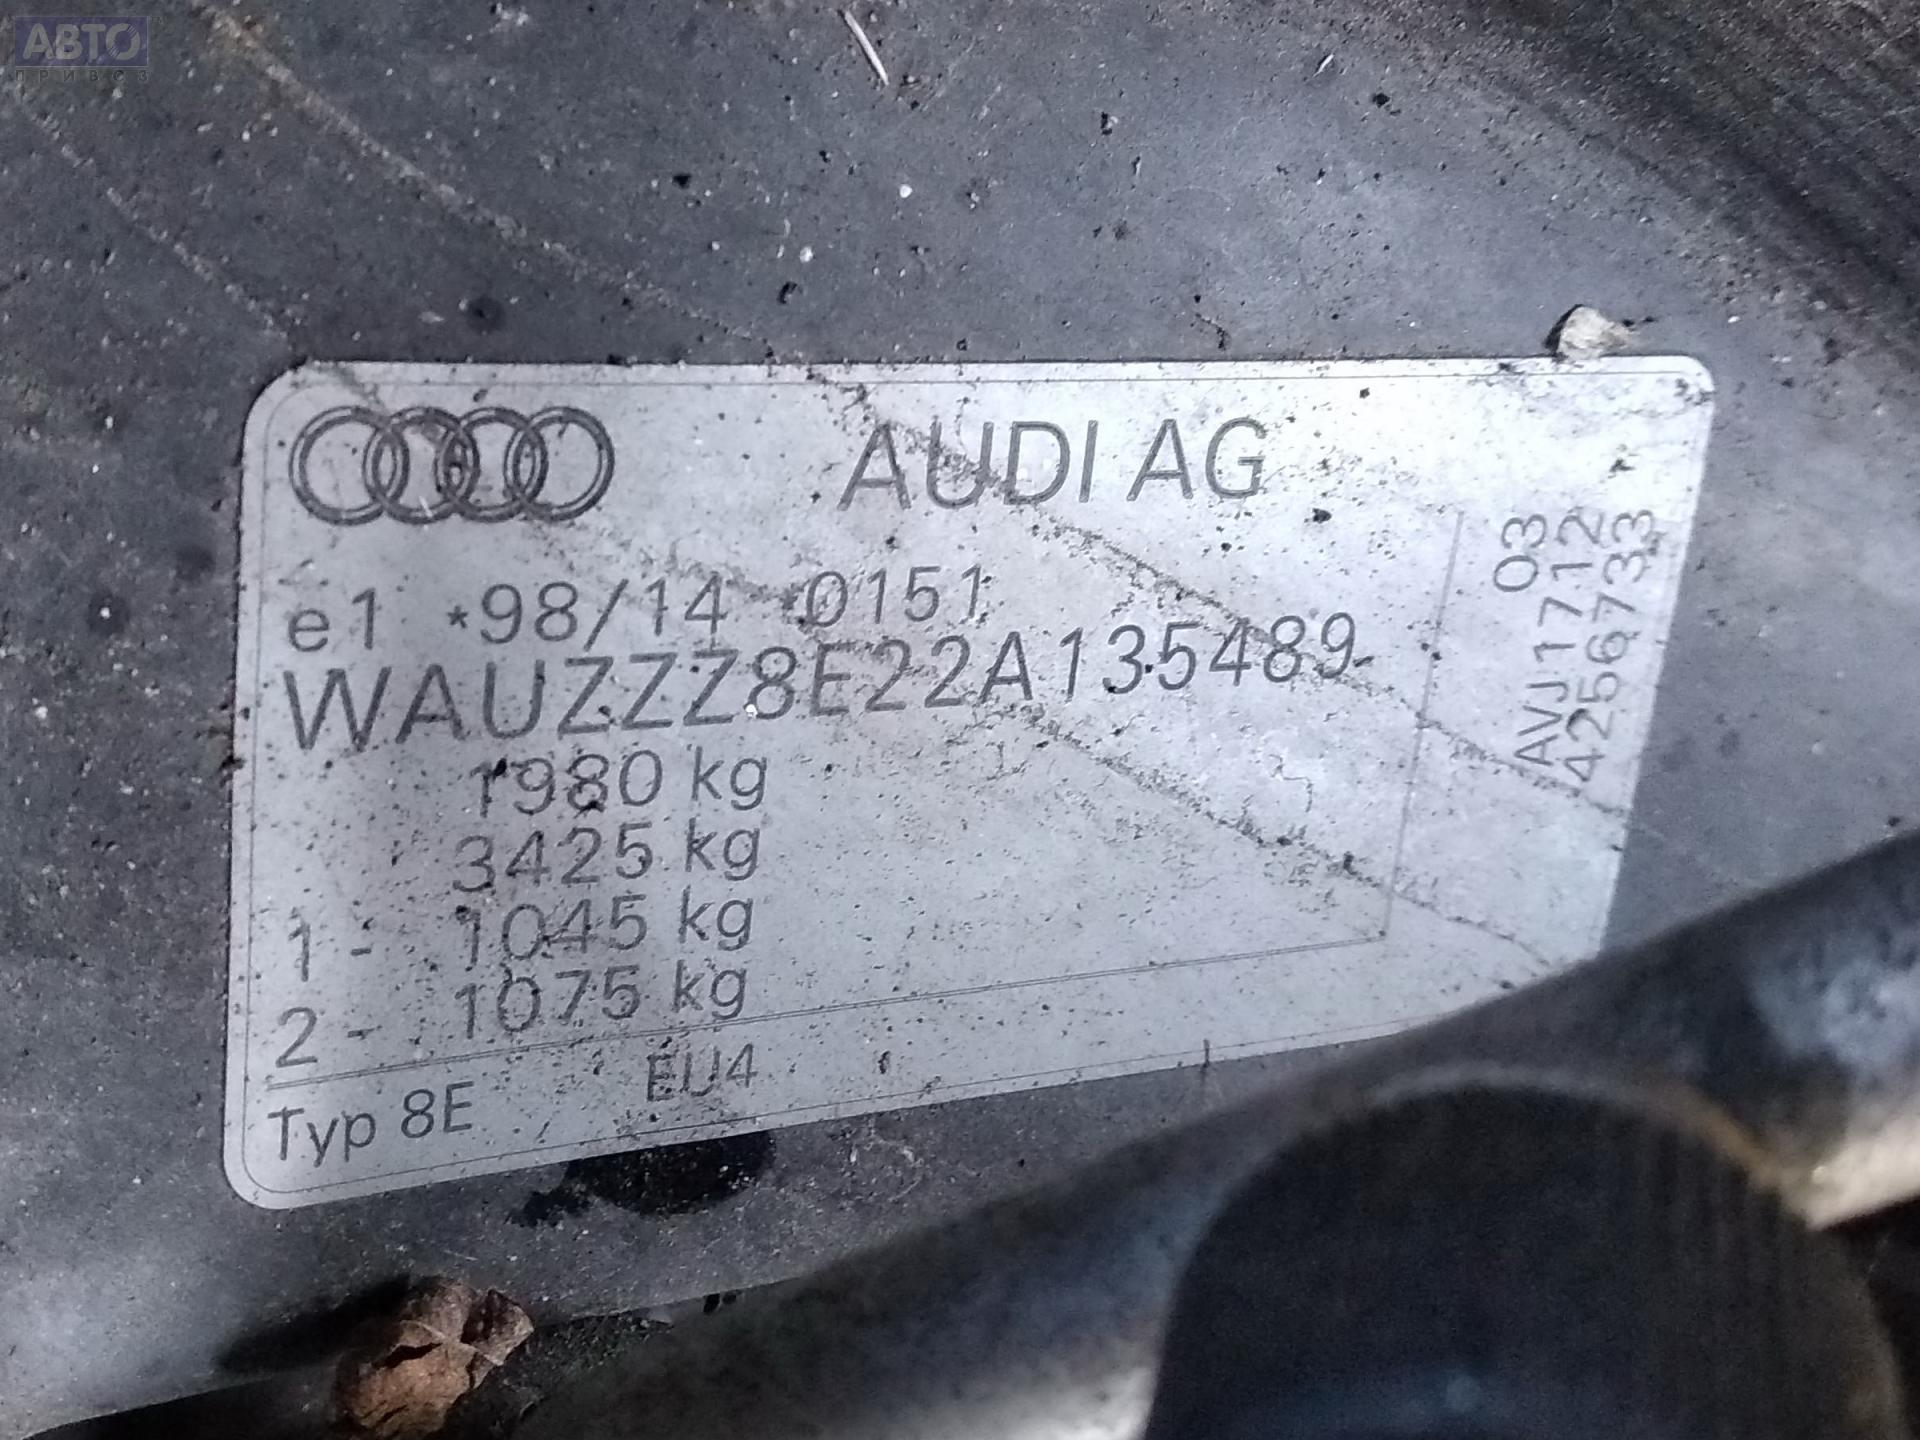 АВТО
ПРИВОЗ
AUDI AG
e1 *98/14 0151
WAUZZZ8E22A135489
1980 kg
3425 kg
1 - 1045 kg
2 - 1075 kg
Typ 8E EU4
03
AVJ1712
4256733